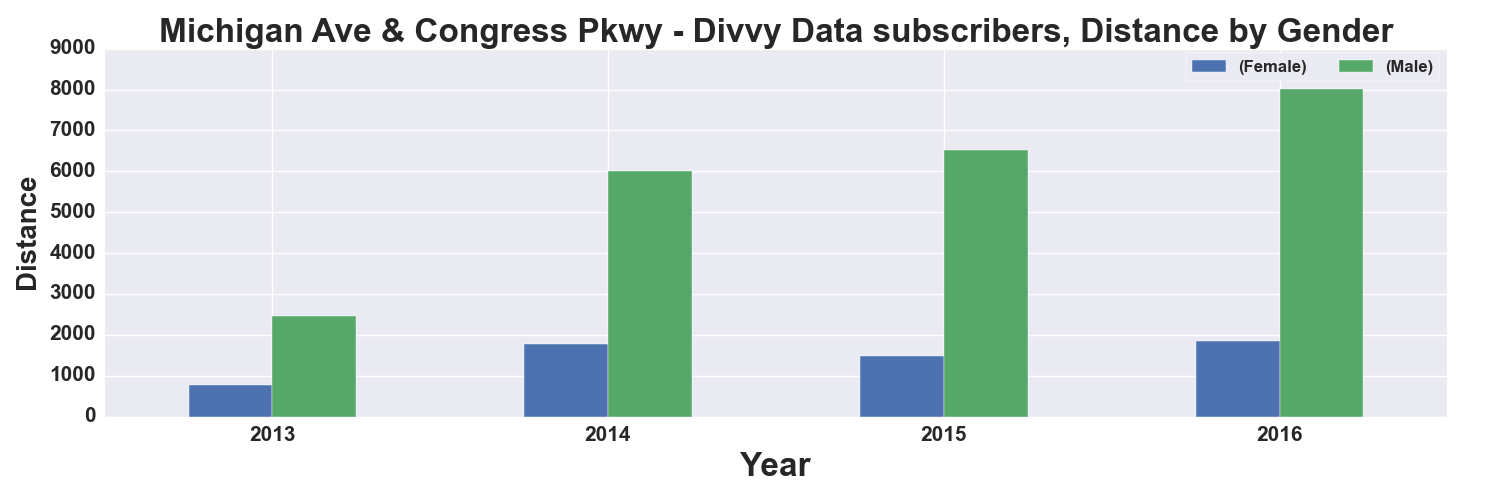 Michigan Ave & Congress Pkwy - Divvy Data subscribers, Distance by Gender
(Female) (Male)
9000
8000
7000
6000
5000
4000
3000
2000
1000
0
Distance
2013 2014 2015 2016
Year